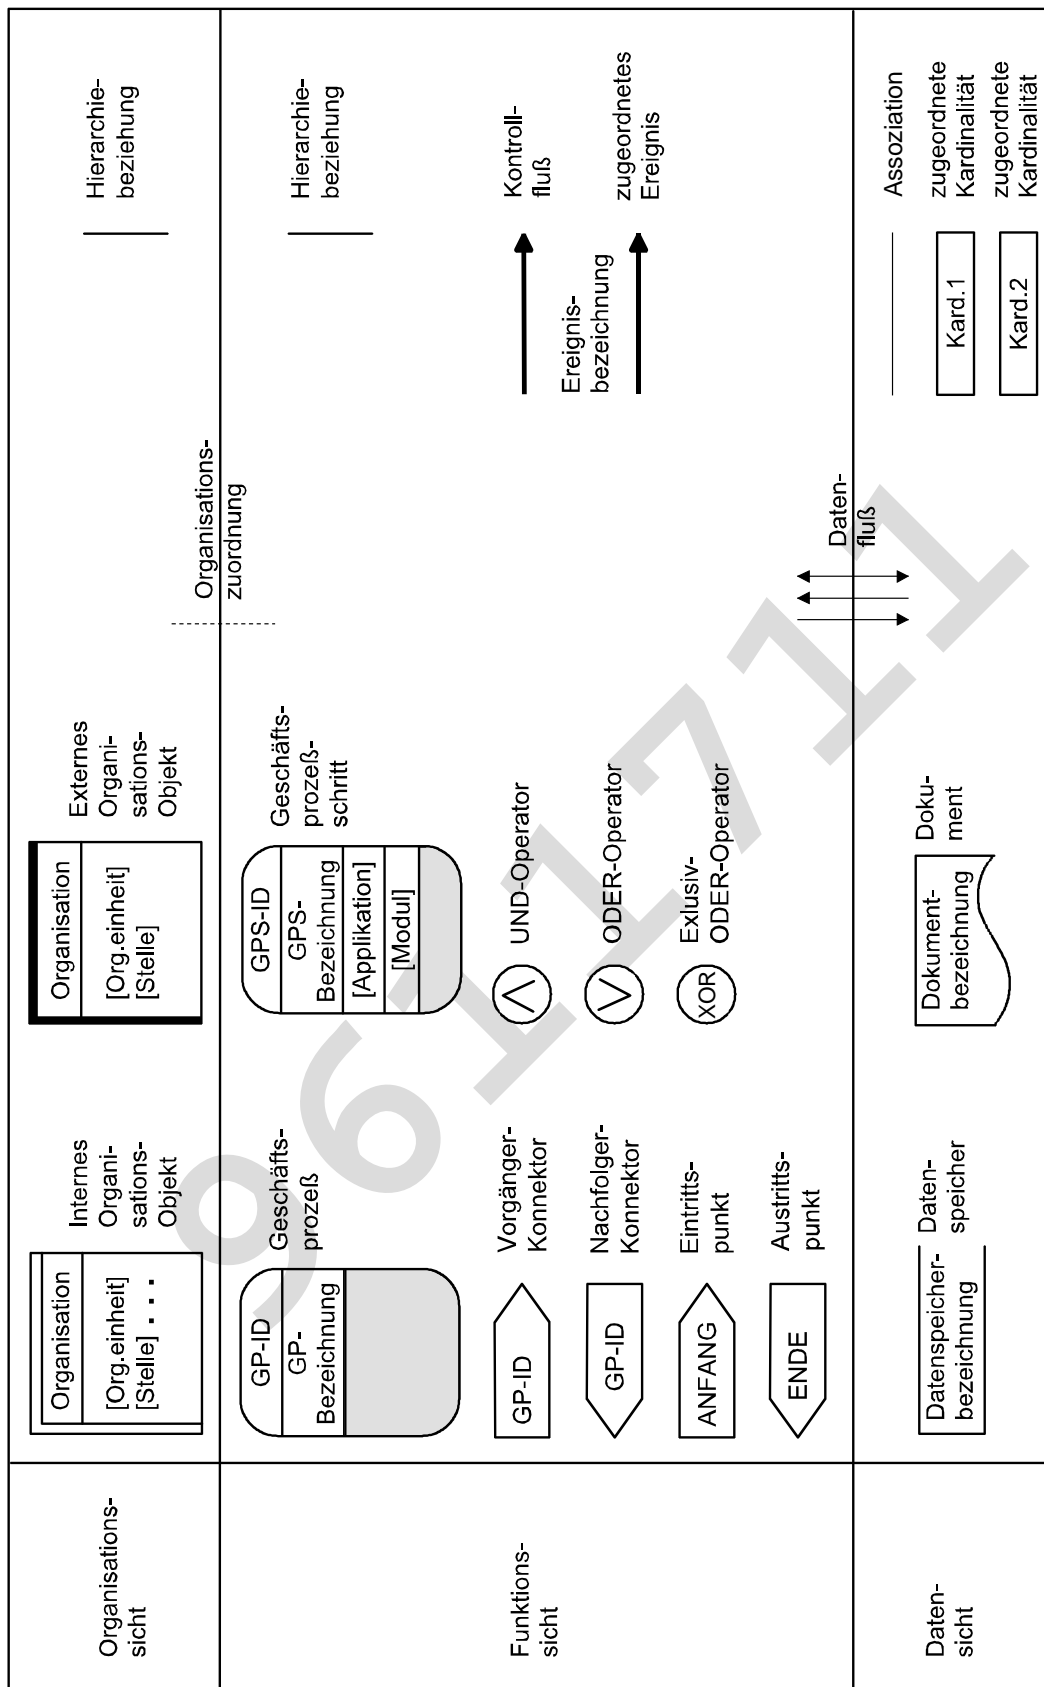 Organisations-
sicht
Organisation
[Org.einheit]
[Stelle] . . .
Internes
Organi-
sations-
Objekt
Organisation
[Org.einheit]
[Stelle]
Externes
Organi-
sations-
Objekt
Organisations-
zuordnung
Hierarchie-
beziehung
Funktions-
sicht
GP-ID
GP-
Bezeichnung
Geschäfts-
prozeß
GPS-ID
GPS-
Bezeichnung
[Applikation]
[Modul]
Geschäfts-
prozeß-
schritt
Hierarchie-
beziehung
GP-ID
Vorgänger-
Konnektor
UND-Operator
Kontroll-
fluß
GP-ID
Nachfolger-
Konnektor
ODER-Operator
Ereignis-
bezeichnung
zugeordnetes
Ereignis
ANFANG
Eintritts-
punkt
XOR
Exlusiv-
ODER-Operator
ENDE
Austritts-
punkt
Daten-
fluß
Daten-
sicht
Datenspeicher-
bezeichnung
Daten-
speicher
Dokument-
bezeichnung
Doku-
ment
Assoziation
Kard.1
zugeordnete
Kardinalität
Kard.2
zugeordnete
Kardinalität
9611711